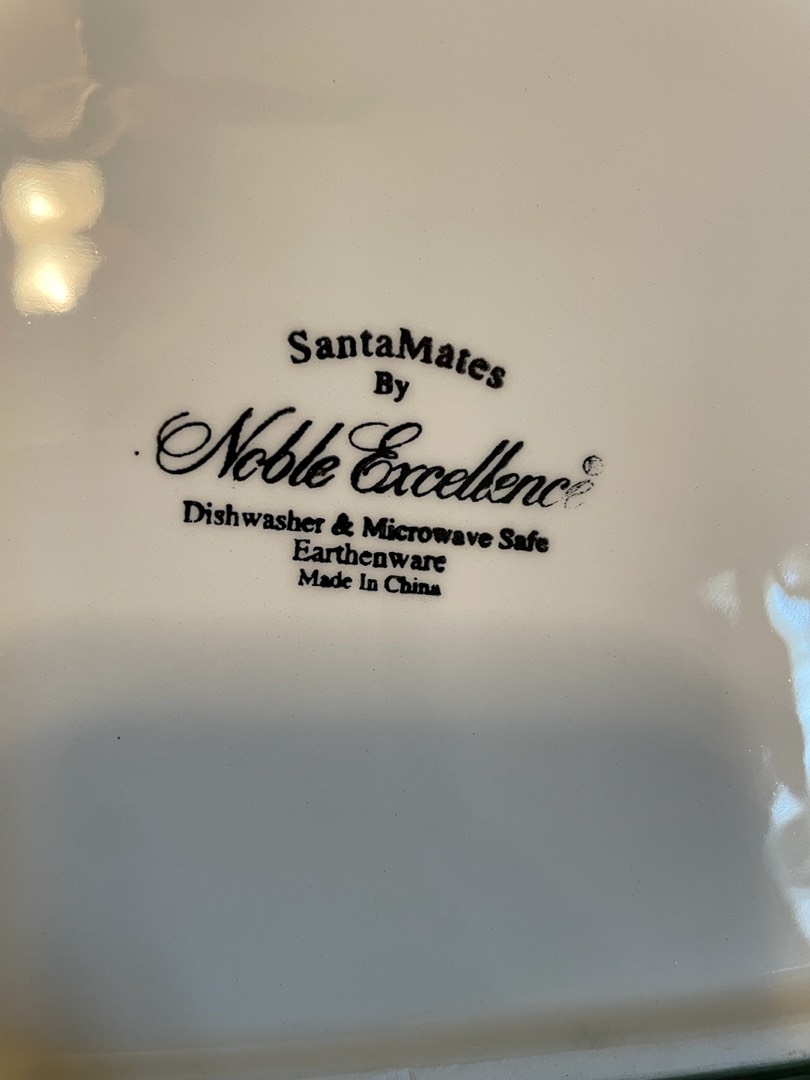 SantaMates
By
Noble Excellence®
Dishwasher & Microwave Safe
Earthenware
Made In China